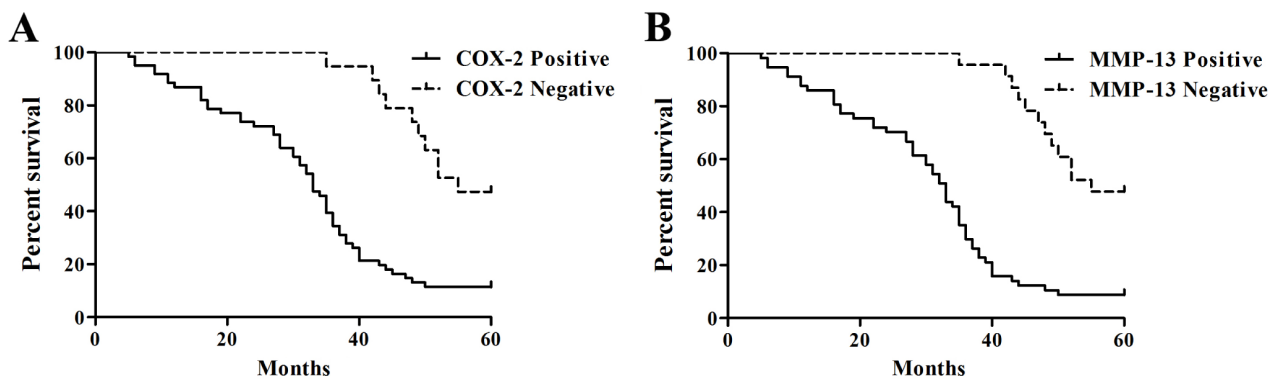 A
COX-2 Positive
COX-2 Negative
Percent survival
100
80
60
40
20
0
0 20 40 60
Months
B
MMP-13 Positive
MMP-13 Negative
Percent survival
100
80
60
40
20
0
0 20 40 60
Months